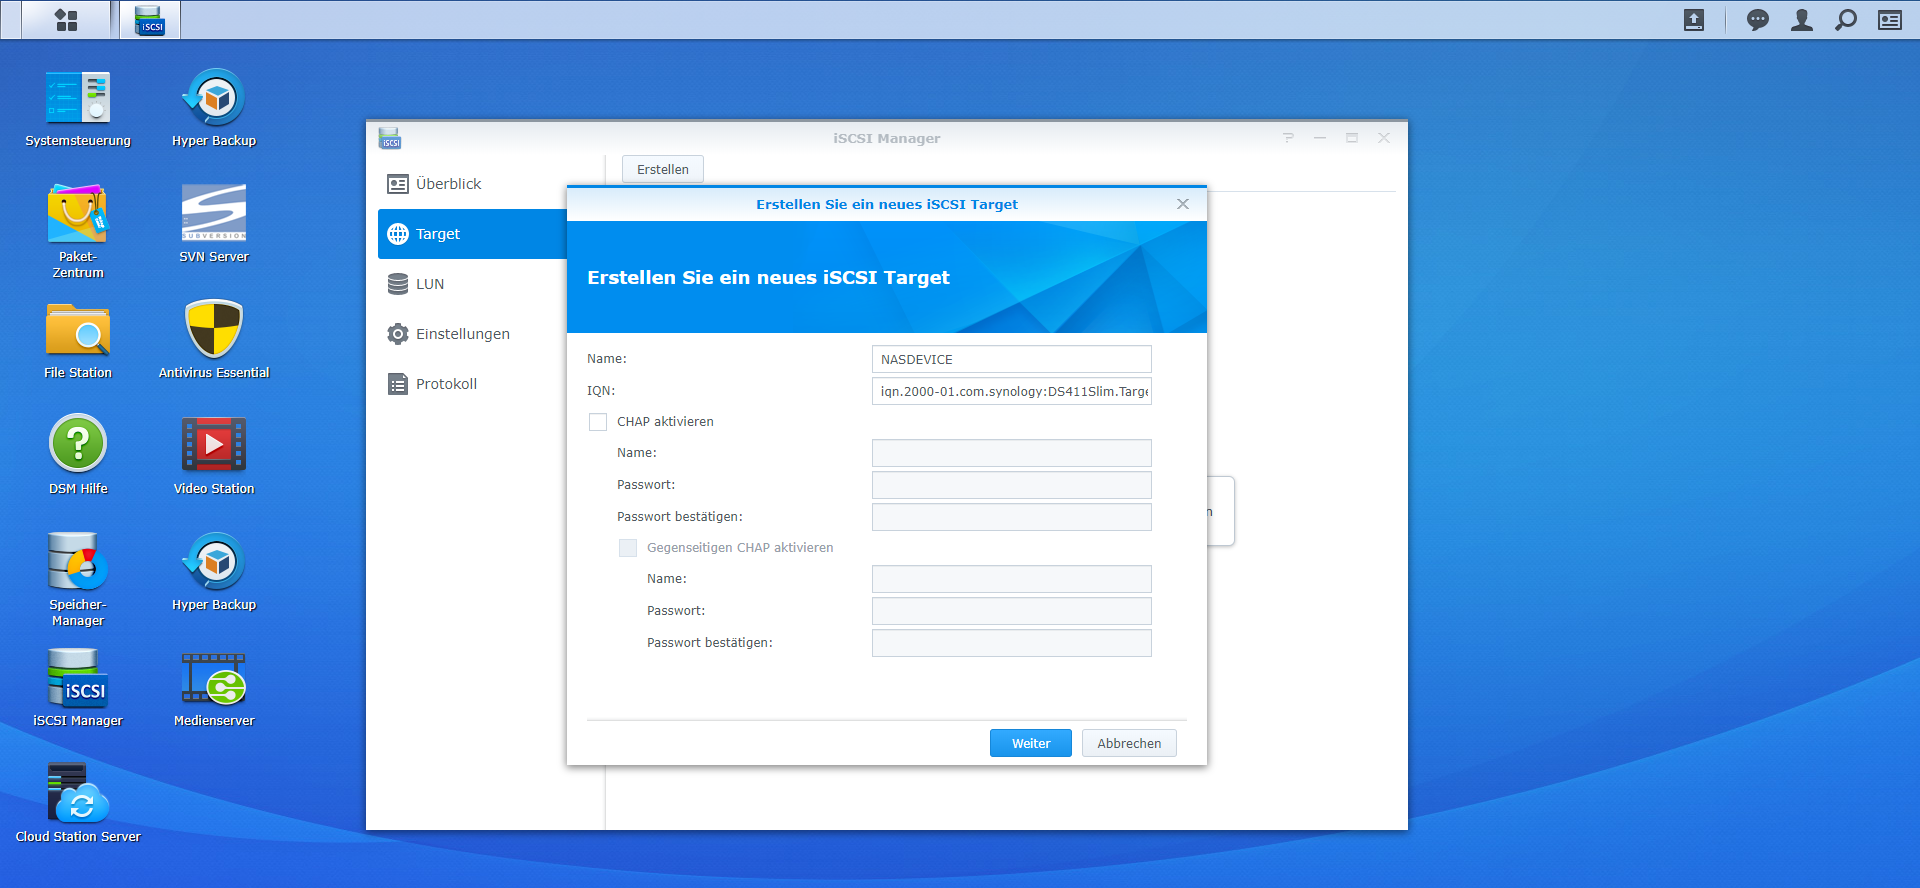 iSCSI
Systemsteuerung
Hyper Backup
Paket-
Zentrum
SUBVERSION
SVN Server
File Station
Antivirus Essential
DSM Hilfe
Video Station
Speicher-
Manager
Hyper Backup
iSCSI
iSCSI Manager
Medienserver
Cloud Station Server
iSCSI
iSCSI Manager
Überblick
Target
LUN
Einstellungen
Protokoll
Erstellen
n
Erstellen Sie ein neues iSCSI Target
Erstellen Sie ein neues iSCSI Target
Name:
NASDEVICE
IQN:
iqn.2000-01.com.synology:DS411Slim.Targe
CHAP aktivieren
Name:
Passwort:
Passwort bestätigen:
Gegenseitigen CHAP aktivieren
Name:
Passwort:
Passwort bestätigen:
Weiter
Abbrechen